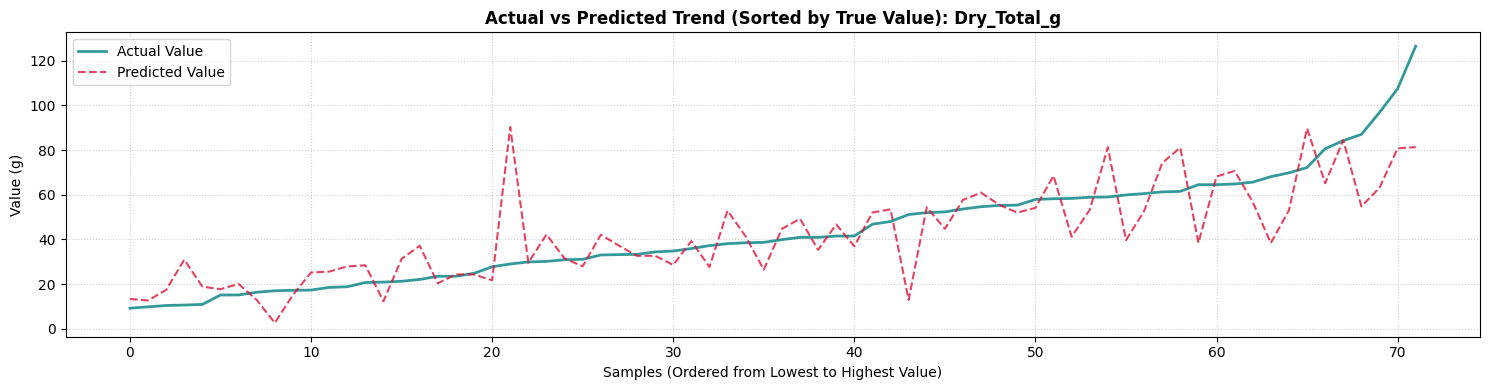 Actual vs Predicted Trend (Sorted by True Value): Dry_Total_g
Actual Value
Predicted Value
Value (g)
120
100
80
60
40
20
0
0 10 20 30 40 50 60 70
Samples (Ordered from Lowest to Highest Value)